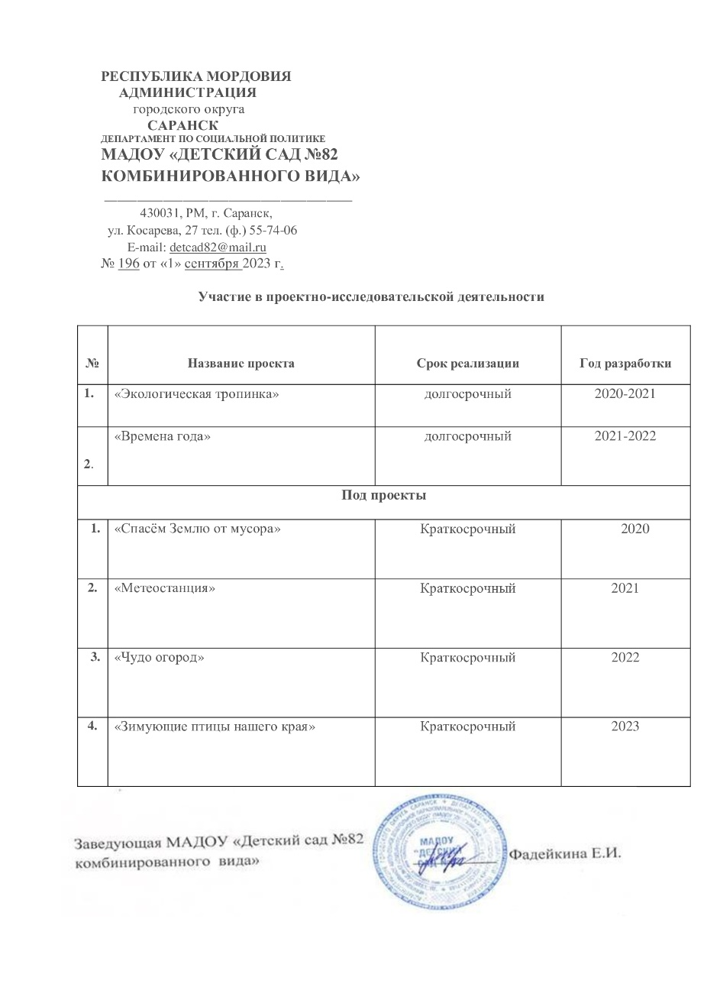 РЕСПУБЛИКА МОРДОВИЯ
АДМИНИСТРАЦИЯ
городского округа
САРАНСК
ДЕПАРТАМЕНТ ПО СОЦИАЛЬНОЙ ПОЛИТИКЕ
МАДОУ «ДЕТСКИЙ САД №82
КОМБИНИРОВАННОГО ВИДА»
430031, РМ, г. Саранск,
ул. Косарева, 27 тел. (ф.) 55-74-06
E-mail: detcad82@mail.ru
№ 196 от «1» сентября 2023 г.
Участие в проектно-исследовательской деятельности
№ Название проекта Срок реализации Год разработки
1. «Экологическая тропинка» долгосрочный 2020-2021
2. «Времена года» долгосрочный 2021-2022
Под проекты
1. «Спасём Землю от мусора» Краткосрочный 2020
2. «Метеостанция» Краткосрочный 2021
3. «Чудо огород» Краткосрочный 2022
4. «Зимующие птицы нашего края» Краткосрочный 2023
Заведующая МАДОУ «Детский сад №82
комбинированного вида»
МАДОУ
"ДЕТСКИЙ
Фадейкина Е.И.